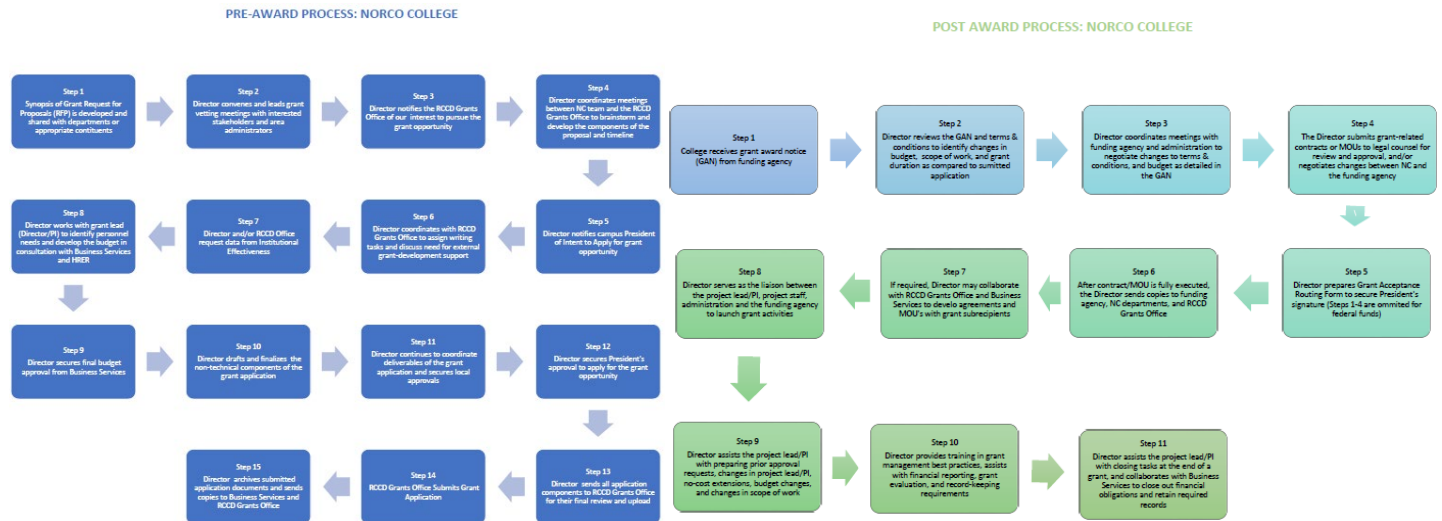 PRE-AWARD PROCESS: NORCO COLLEGE
Step 1
Synopsis of Grant Request for
Proposals (RFP) is developed and
shared with departments or
appropriate contituents
Step 2
Director convenes and leads grant
vetting meetings with interested
stakeholders and area
administrators
Step 3
Director notifies the RCCD Grants
Office of our interest to pursue the
grant opportunity
Step 4
Director coordinates meetings
between NC team and the RCCD
Grants Office to brainstorm and
develop the components of the
proposal and timeline
Step 5
Director notifies campus President
of Intent to Apply for grant
opportunity
Step 6
Director coordinates with RCCD
Grants Office to assign writing
tasks and discuss need for external
grant-development support
Step 7
Director and/or RCCD Office
request data from Institutional
Effectiveness
Step 8
Director works with grant lead
(Director/PI) to identify personnel
needs and develop the budget in
consultation with Business Services
and HRER
Step 9
Director secures final budget
approval from Business Services
Step 10
Director drafts and finalizes the
non-technical components of the
grant application
Step 11
Director continues to coordinate
deliverables of the grant
application and secures local
approvals
Step 12
Director secures President's
approval to apply for the grant
opportunity
Step 13
Director sends all application
components to RCCD Grants Office
for their final review and upload
Step 14
RCCD Grants Office Submits Grant
Application
Step 15
Director archives submitted
application documents and sends
copies to Business Services and
RCCD Grants Office
POST AWARD PROCESS: NORCO COLLEGE
Step 1
College receives grant award notice
(GAN) from funding agency
Step 2
Director reviews the GAN and terms &
conditions to identify changes in
budget, scope of work, and grant
duration as compared to sumitted
application
Step 3
Director coordinates meetings with
funding agency and administration to
negotiate changes to terms &
conditions, and budget as detailed in
the GAN
Step 4
The Director submits grant-related
contracts or MOUs to legal counsel for
review and approval, and/or
negotiates changes between NC and
the funding agency
Step 5
Director prepares Grant Acceptance
Routing Form to secure President's
signature (Steps 1-4 are ommited for
federal funds)
Step 6
After contract/MOU is fully executed,
the Director sends copies to funding
agency, NC departments, and RCCD
Grants Office
Step 7
If required, Director may collaborate
with RCCD Grants Office and Business
Services to develo agreements and
MOU's with grant subrecipients
Step 8
Director serves as the liaison between
the project lead/PI, project staff,
administration and the funding agency
to launch grant activities
Step 9
Director assists the project lead/PI
with preparing prior approval
requests, changes in project lead/PI,
no-cost extensions, budget changes,
and changes in scope of work
Step 10
Director provides training in grant
management best practices, assists
with financial reporting, grant
evaluation, and record-keeping
requirements
Step 11
Director assists the project lead/PI
with closing tasks at the end of a
grant, and collaborates with Business
Services to close out financial
obligations and retain required
records